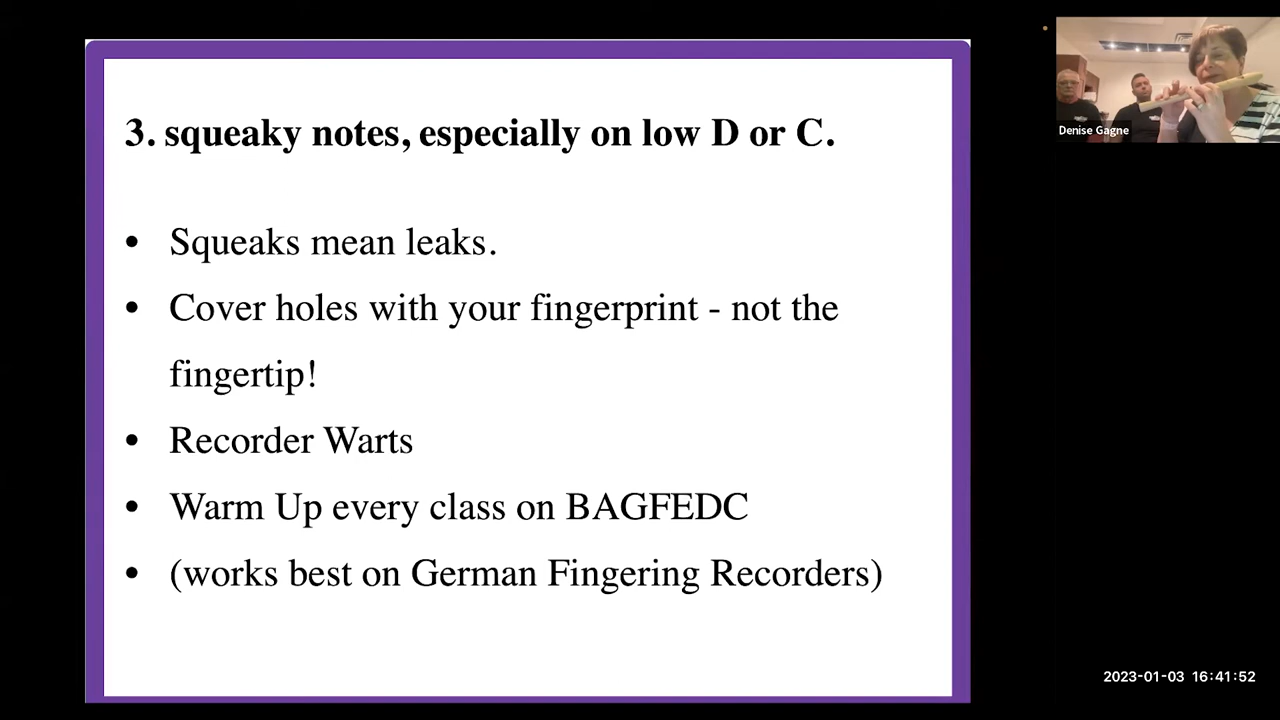 3. squeaky notes, especially on low D or C.
• Squeaks mean leaks.
• Cover holes with your fingerprint - not the
fingertip!
• Recorder Warts
• Warm Up every class on BAGFEDC
• (works best on German Fingering Recorders)
Denise Gagne
2023-01-03 16:41:52